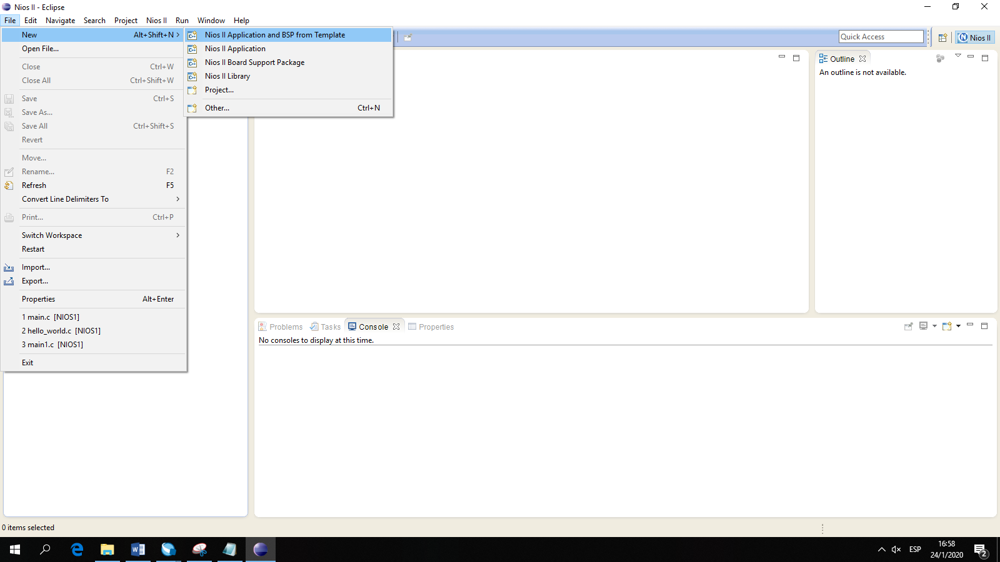 Nios II - Eclipse
File Edit Navigate Search Project Nios II Run Window Help
New Alt+Shift+N
Open File...
Close Ctrl+W
Close All Ctrl+Shift+W
Save Ctrl+S
Save As...
Save All Ctrl+Shift+S
Revert
Move...
Rename... F2
Refresh F5
Convert Line Delimiters To
Print... Ctrl+P
Switch Workspace
Restart
Import...
Export...
Properties Alt+Enter
1 main.c [NIOS1]
2 hello_world.c [NIOS1]
3 main1.c [NIOS1]
Exit
Nios II Application and BSP from Template
Nios II Application
Nios II Board Support Package
Nios II Library
Project...
Other... Ctrl+N
Quick Access
Nios II
Outline
An outline is not available.
Problems Tasks Console Properties
No consoles to display at this time.
0 items selected
ESP
16:58
24/1/2020
2